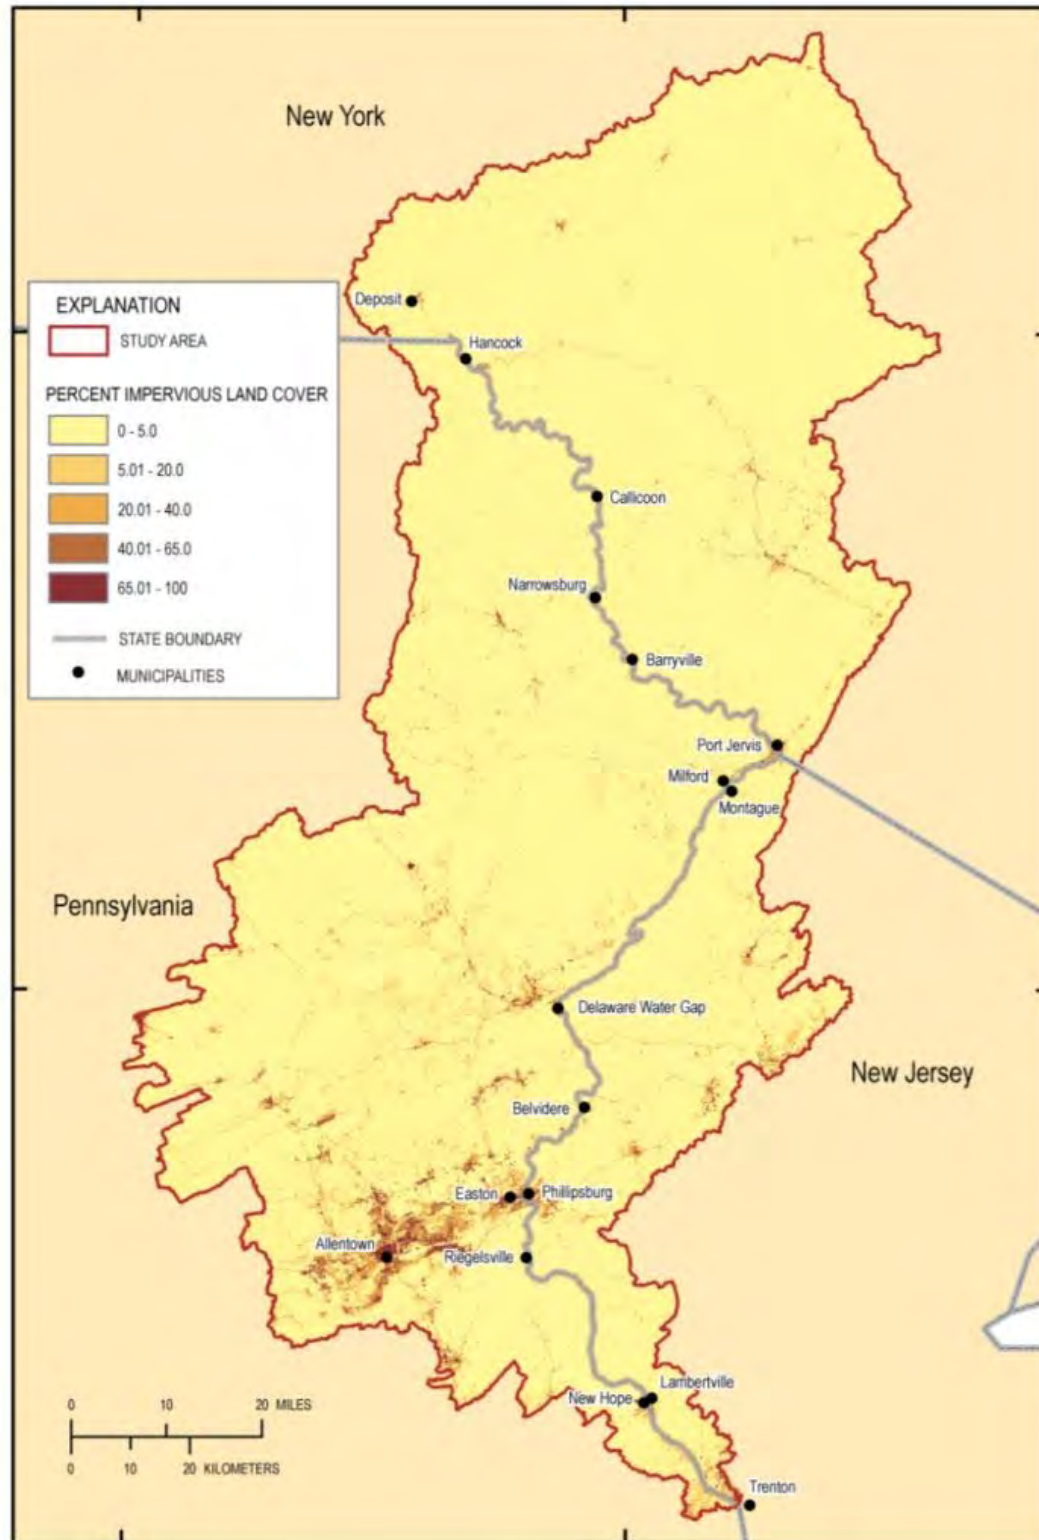 New York
EXPLANATION
STUDY AREA
PERCENT IMPERVIOUS LAND COVER
0 - 5.0
5.01 - 20.0
20.01 - 40.0
40.01 - 65.0
65.01 - 100
STATE BOUNDARY
MUNICIPALITIES
Deposit
Hancock
Callicoon
Narrowsburg
Barryville
Port Jervis
Milford
Montague
Pennsylvania
Delaware Water Gap
New Jersey
Belvidere
Easton
Phillipsburg
Allentown
Riegelsville
Lambertville
New Hope
Trenton
0 10 20 MILES
0 10 20 KILOMETERS